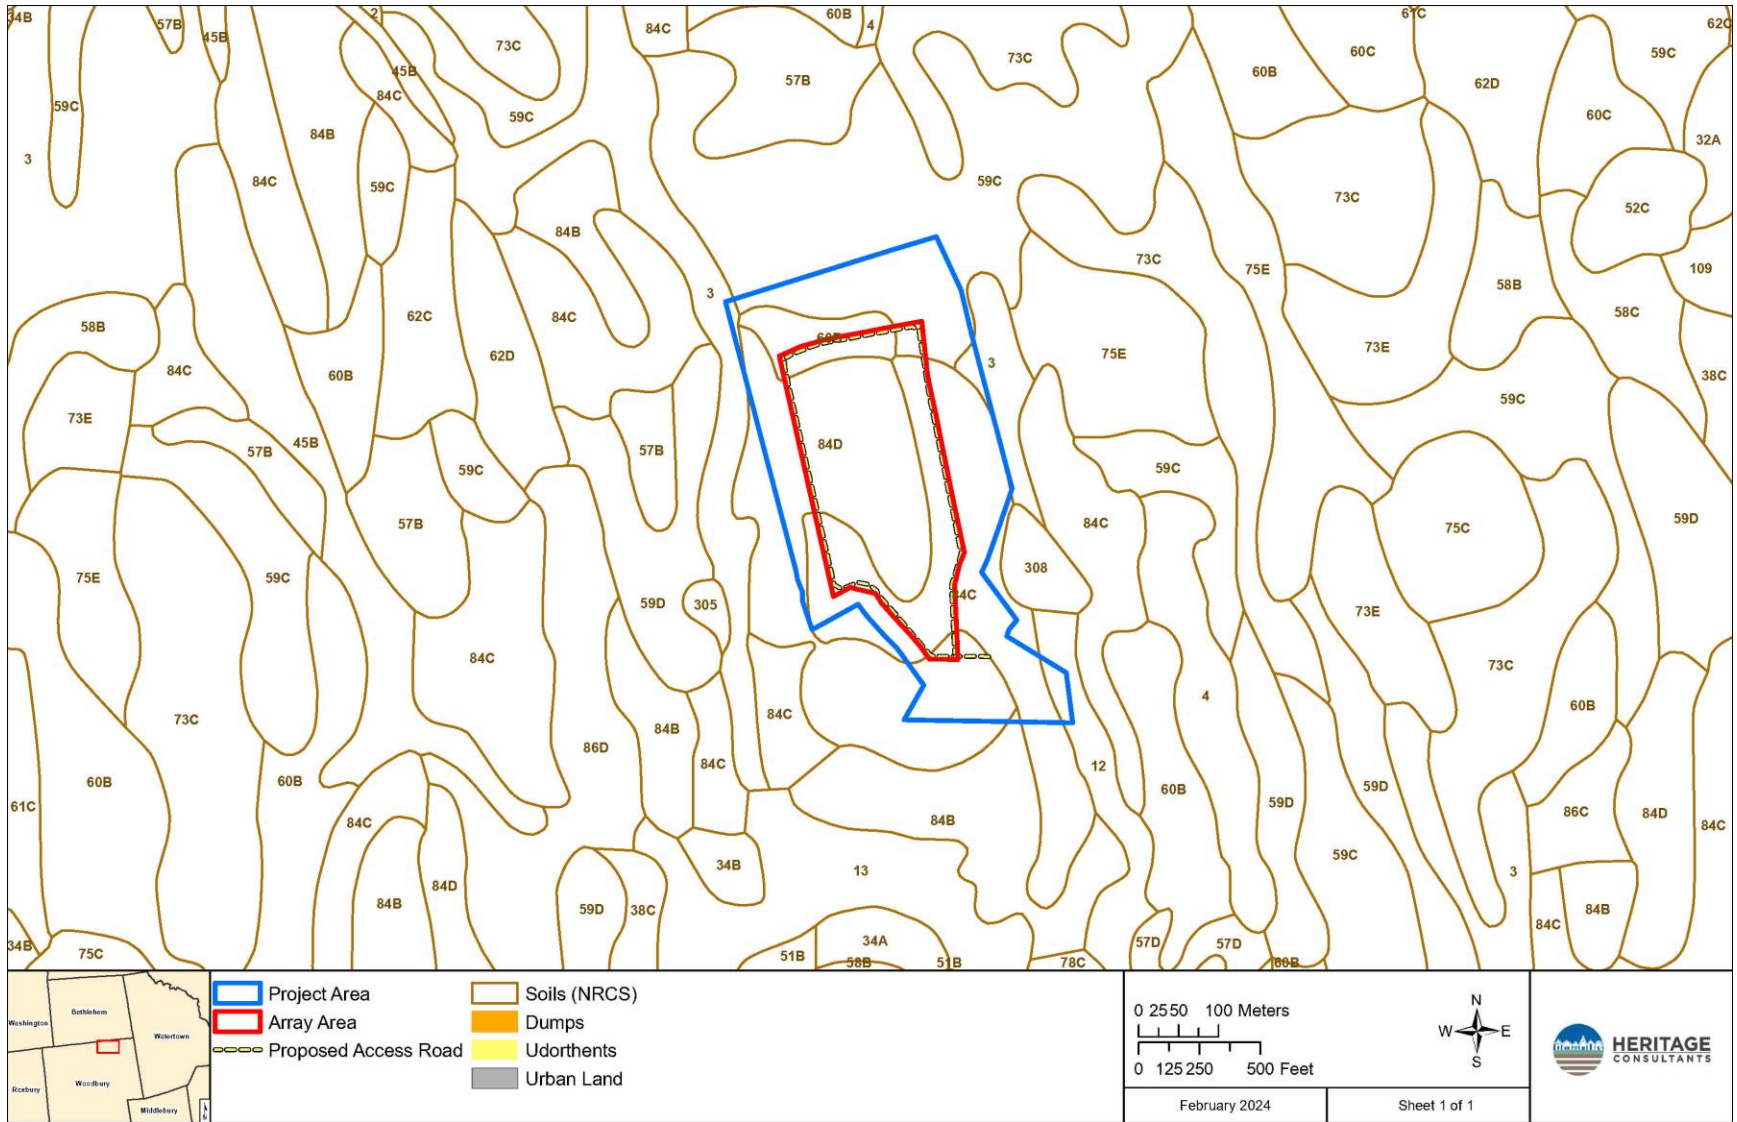 34B
57B
45B
2
84C
60B
4
61C
62C
73C
73C
60C
59C
57B
60B
62D
45B
84C
59C
59C
60C
84B
32A
3
84C
59C
59C
73C
52C
84B
73C
75E
109
3
58B
62C
84C
58C
58B
60B
62D
84C
60B
3
75E
73E
38C
59C
73E
84D
57B
45B
57B
59C
59C
57B
84C
75C
59D
308
75E
59C
84C
59D
305
73E
84C
73C
4
73C
84B
84C
60B
86D
84C
12
60B
60B
59D
59D
60B
61C
84C
84B
86C
84D
84C
59C
34B
13
3
84D
84B
59D
38C
84B
84C
34A
57D
57D
34B
75C
51B
58B
51B
78C
60B
Washington
Bethlehem
Watertown
Roxbury
Woodbury
Middlebury
Project Area
Array Area
Proposed Access Road
Soils (NRCS)
Dumps
Udorthents
Urban Land
0 25 50 100 Meters
0 125 250 500 Feet
N
W E
S
February 2024
Sheet 1 of 1
HERITAGE
CONSULTANTS